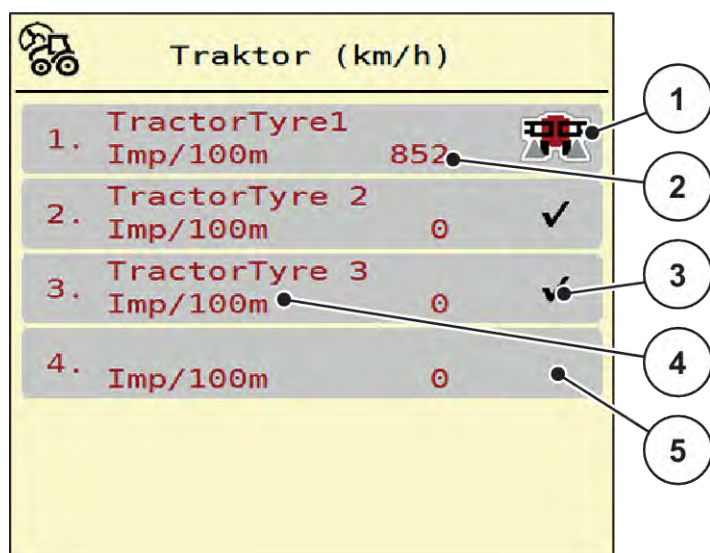 Traktor (km/h)
1. TractorTyre1
Imp/100m 852
2. TractorTyre 2
Imp/100m 0
3. TractorTyre 3
Imp/100m 0
4.
Imp/100m 0
1
2
3
4
5